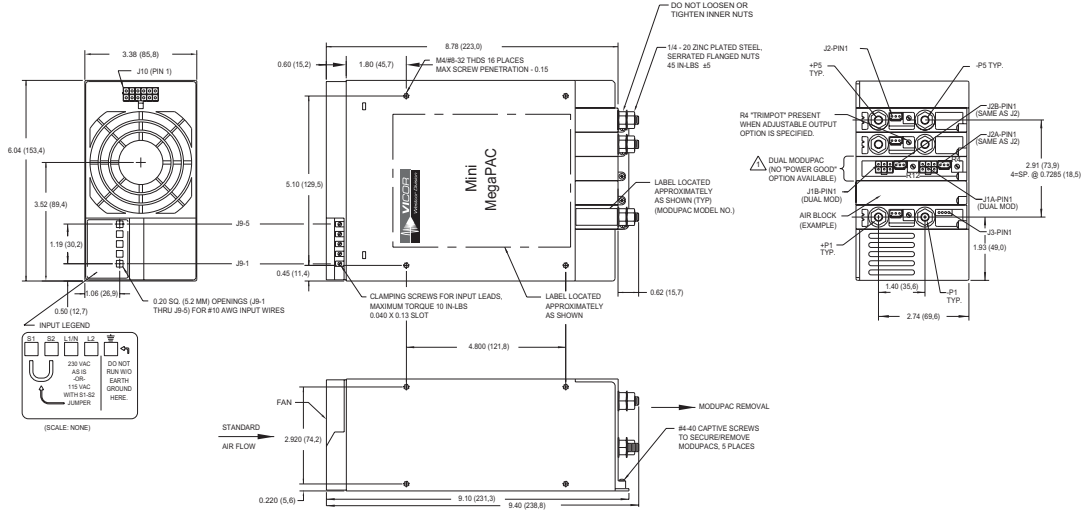 3.38 (85,8)
J10 (PIN 1)
6.04 (153,4)
3.52 (89,4)
1.19 (30,2)
J9-5
J9-1
1.06 (26,9)
0.50 (12,7)
0.20 SQ. (5.2 MM) OPENINGS (J9-1
THRU J9-5) FOR #10 AWG INPUT WIRES
INPUT LEGEND
S1 S2 L1/N L2
230 VAC
AS IS
-OR-
115 VAC
WITH S1-S2
JUMPER
DO NOT
RUN W/O
EARTH
GROUND
HERE.
(SCALE: NONE)
8.78 (223,0)
0.60 (15,2)
1.80 (45,7)
M4/#8-32 THDS 16 PLACES
MAX SCREW PENETRATION - 0.15
DO NOT LOOSEN OR
TIGHTEN INNER NUTS
1/4 - 20 ZINC PLATED STEEL,
SERRATED FLANGED NUTS
45 IN-LBS ±5
5.10 (129,5)
VICOR
Westcor Division
Mini
MegaPAC
LABEL LOCATED
APPROXIMATELY
AS SHOWN (TYP)
(MODUPAC MODEL NO.)
0.45 (11,4)
CLAMPING SCREWS FOR INPUT LEADS,
MAXIMUM TORQUE 10 IN-LBS
0.040 X 0.13 SLOT
LABEL LOCATED
APPROXIMATELY
AS SHOWN
0.62 (15,7)
J2-PIN1
+P5
TYP.
-P5 TYP.
R4 "TRIMPOT" PRESENT
WHEN ADJUSTABLE OUTPUT
OPTION IS SPECIFIED.
J2B-PIN1
(SAME AS J2)
J2A-PIN1
(SAME AS J2)
1
DUAL MODUPAC
(NO "POWER GOOD"
OPTION AVAILABLE)
R4
R12
2.91 (73,9)
4=SP. @ 0.7285 (18,5)
J1B-PIN1
(DUAL MOD)
J1A-PIN1
(DUAL MOD)
AIR BLOCK
(EXAMPLE)
J3-PIN1
+P1
TYP.
1.93 (49,0)
-P1
TYP.
1.40 (35,6)
2.74 (69,6)
4.800 (121,8)
FAN
STANDARD
AIR FLOW
2.920 (74,2)
MODUPAC REMOVAL
#4-40 CAPTIVE SCREWS
TO SECURE/REMOVE
MODUPACS, 5 PLACES
0.220 (5,6)
9.10 (231,3)
9.40 (238,8)